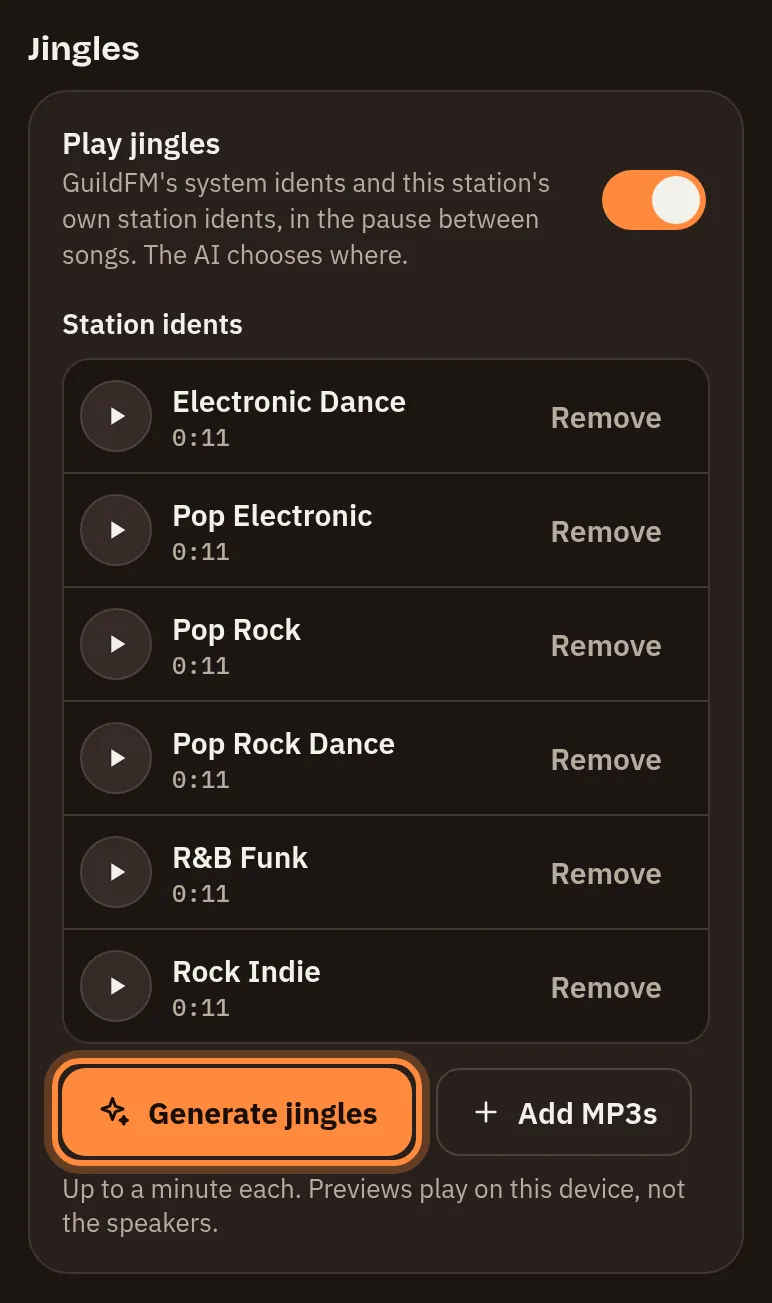 Jingles
Play jingles
GuildFM's system idents and this station's
own station idents, in the pause between
songs. The AI chooses where.
Station idents
Electronic Dance
0:11
Remove
Pop Electronic
0:11
Remove
Pop Rock
0:11
Remove
Pop Rock Dance
0:11
Remove
R&B Funk
0:11
Remove
Rock Indie
0:11
Remove
Generate jingles
Add MP3s
Up to a minute each. Previews play on this device, not
the speakers.